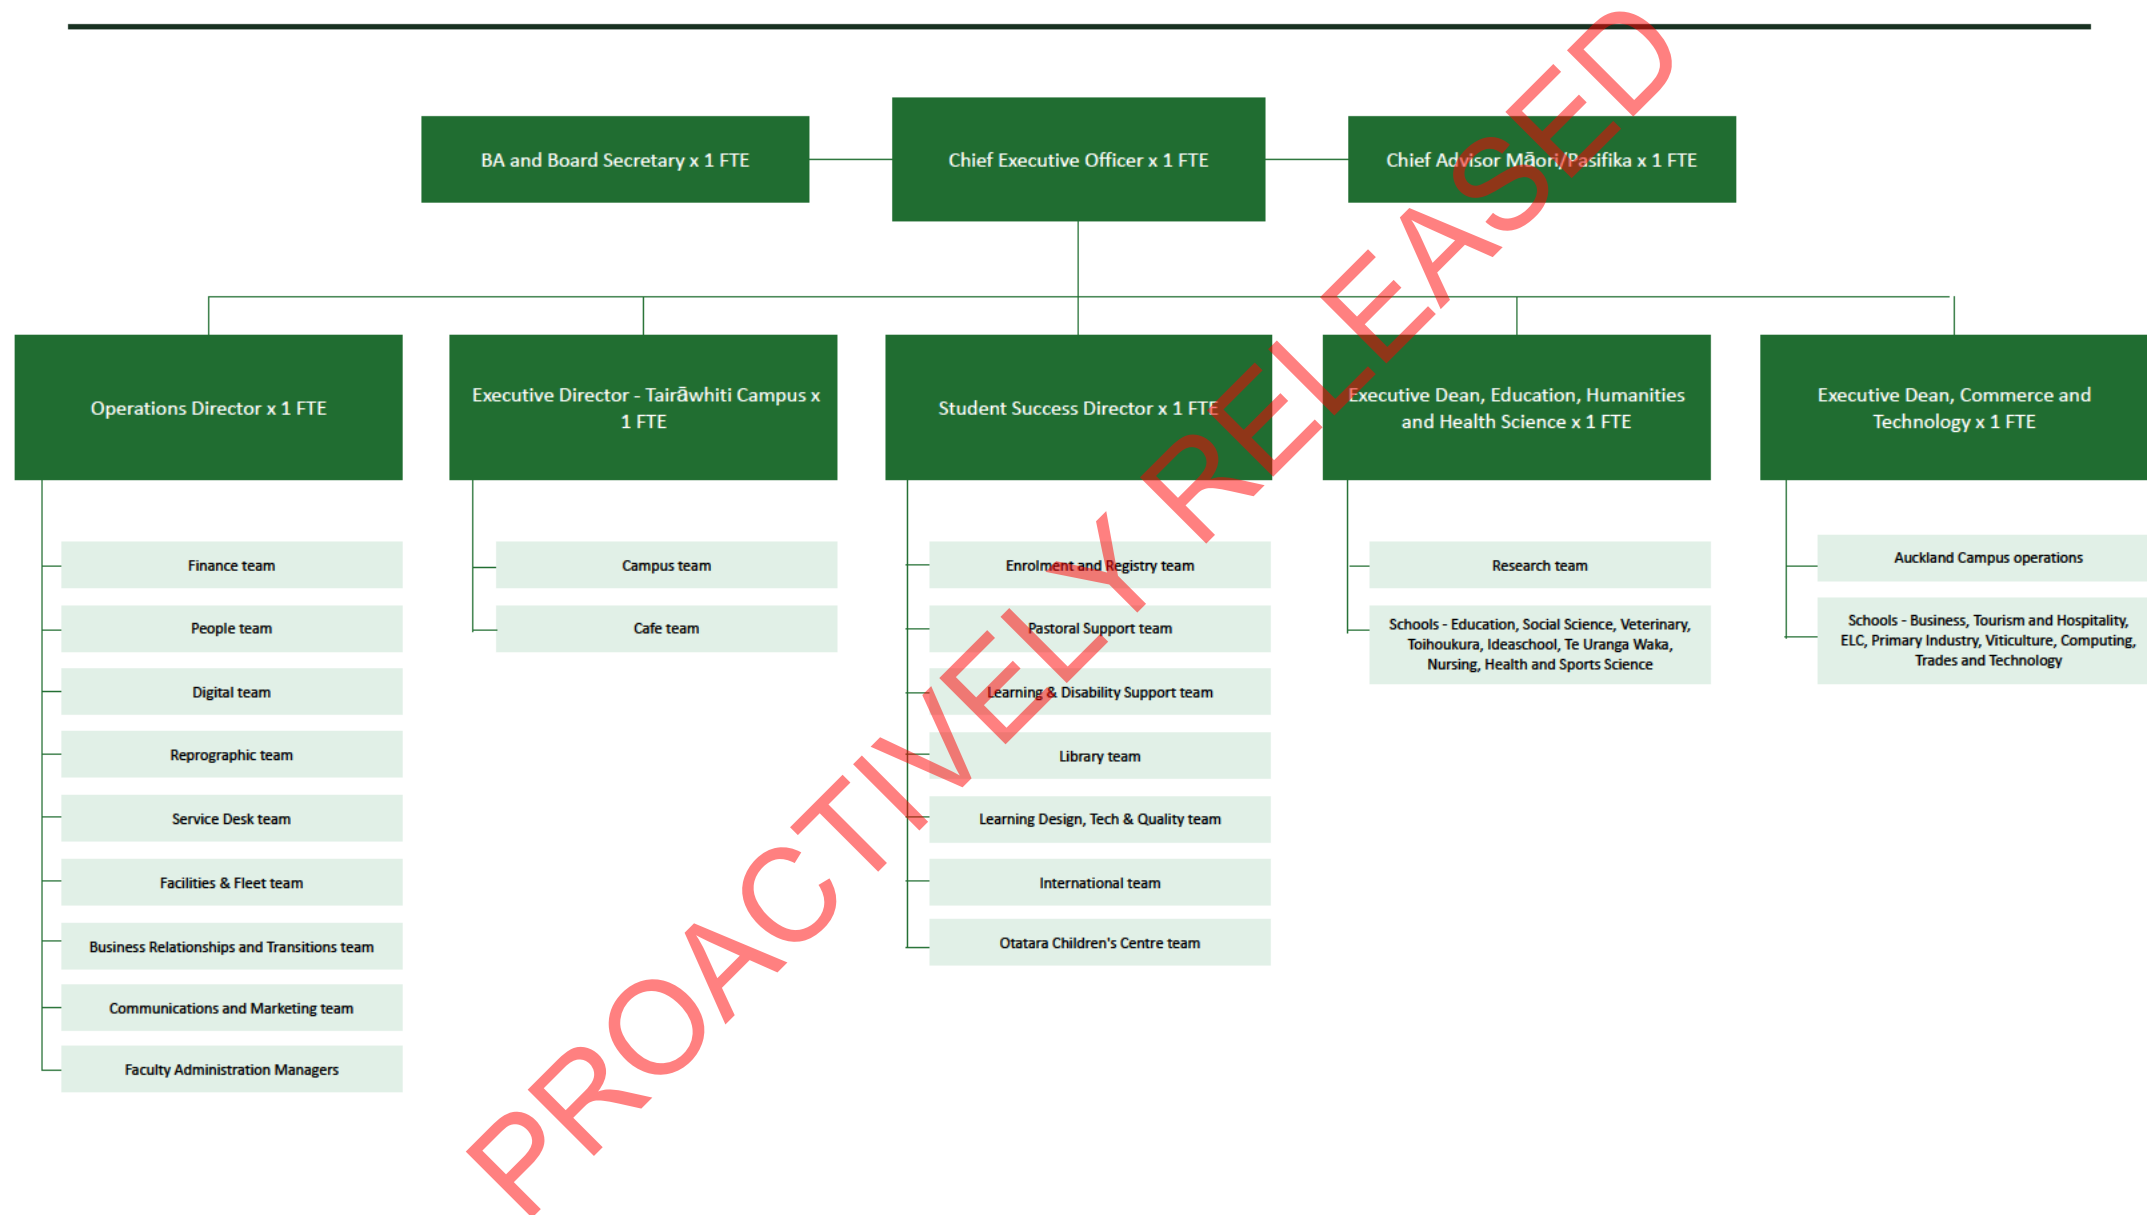 BA and Board Secretary x 1 FTE
Chief Executive Officer x 1 FTE
Chief Advisor Māori/Pasifika x 1 FTE
Operations Director x 1 FTE
Executive Director - Tairāwhiti Campus x
1 FTE
Student Success Director x 1 FTE
Executive Dean, Education, Humanities
and Health Science x 1 FTE
Executive Dean, Commerce and
Technology x 1 FTE
Finance team
People team
Digital team
Reprographic team
Service Desk team
Facilities & Fleet team
Business Relationships and Transitions team
Communications and Marketing team
Faculty Administration Managers
Campus team
Cafe team
Enrolment and Registry team
Pastoral Support team
Learning & Disability Support team
Library team
Learning Design, Tech & Quality team
International team
Otatara Children's Centre team
Research team
Schools - Education, Social Science, Veterinary,
Toihoukura, Ideaschool, Te Uranga Waka,
Nursing, Health and Sports Science
Auckland Campus operations
Schools - Business, Tourism and Hospitality,
ELC, Primary Industry, Viticulture, Computing,
Trades and Technology
PROACTIVELY RELEASED